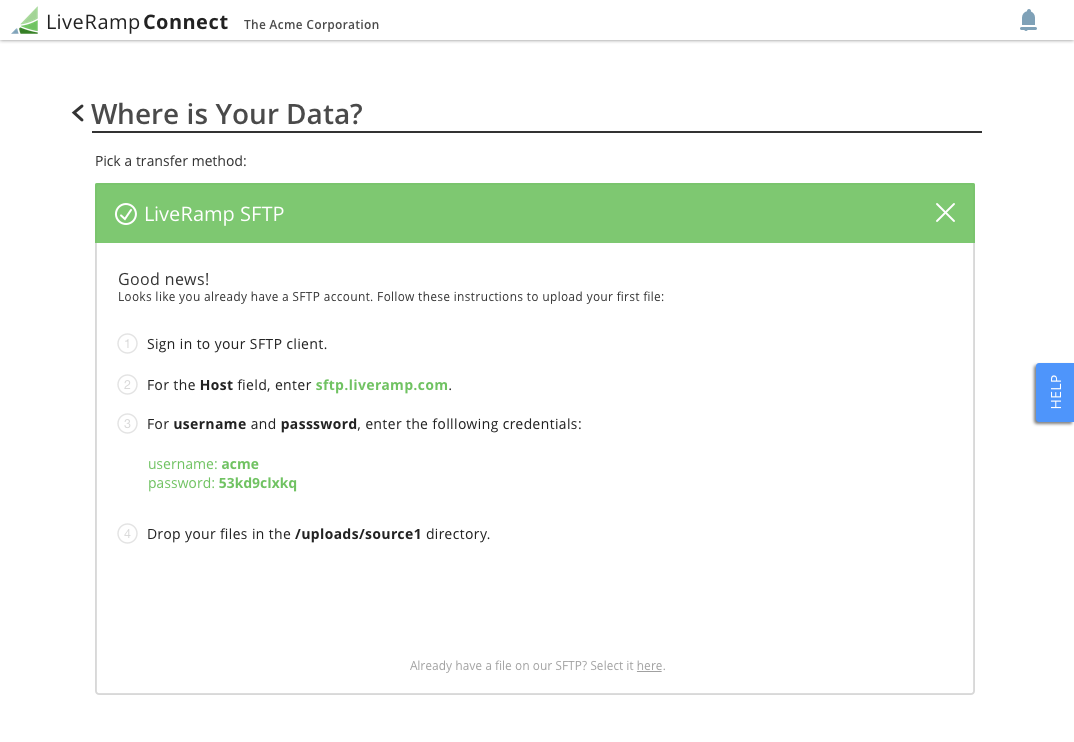 LiveRamp Connect The Acme Corporation
< Where is Your Data?
Pick a transfer method:
LiveRamp SFTP
Good news!
Looks like you already have a SFTP account. Follow these instructions to upload your first file:
1 Sign in to your SFTP client.
2 For the Host field, enter sftp.liveramp.com.
3 For username and passsword, enter the folllowing credentials:
username: acme
password: 53kd9clxkq
4 Drop your files in the /uploads/source1 directory.
Already have a file on our SFTP? Select it here.
HELP